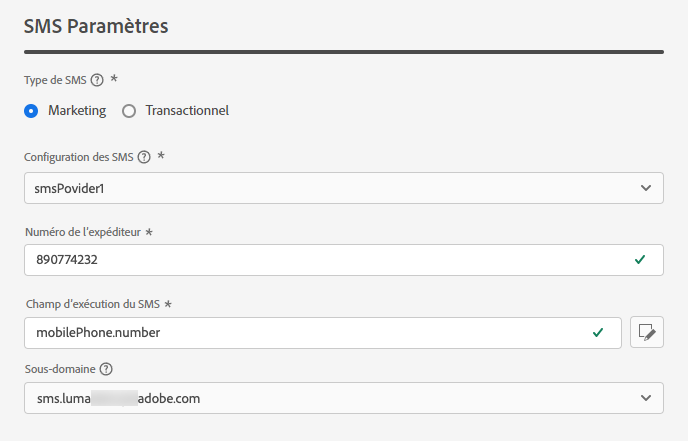 SMS Paramètres
Type de SMS ? *
Marketing Transactionnel
Configuration des SMS ? *
smsPovider1
Numéro de l'expéditeur *
890774232
Champ d'exécution du SMS *
mobilePhone.number
Sous-domaine ?
sms.luma adobe.com